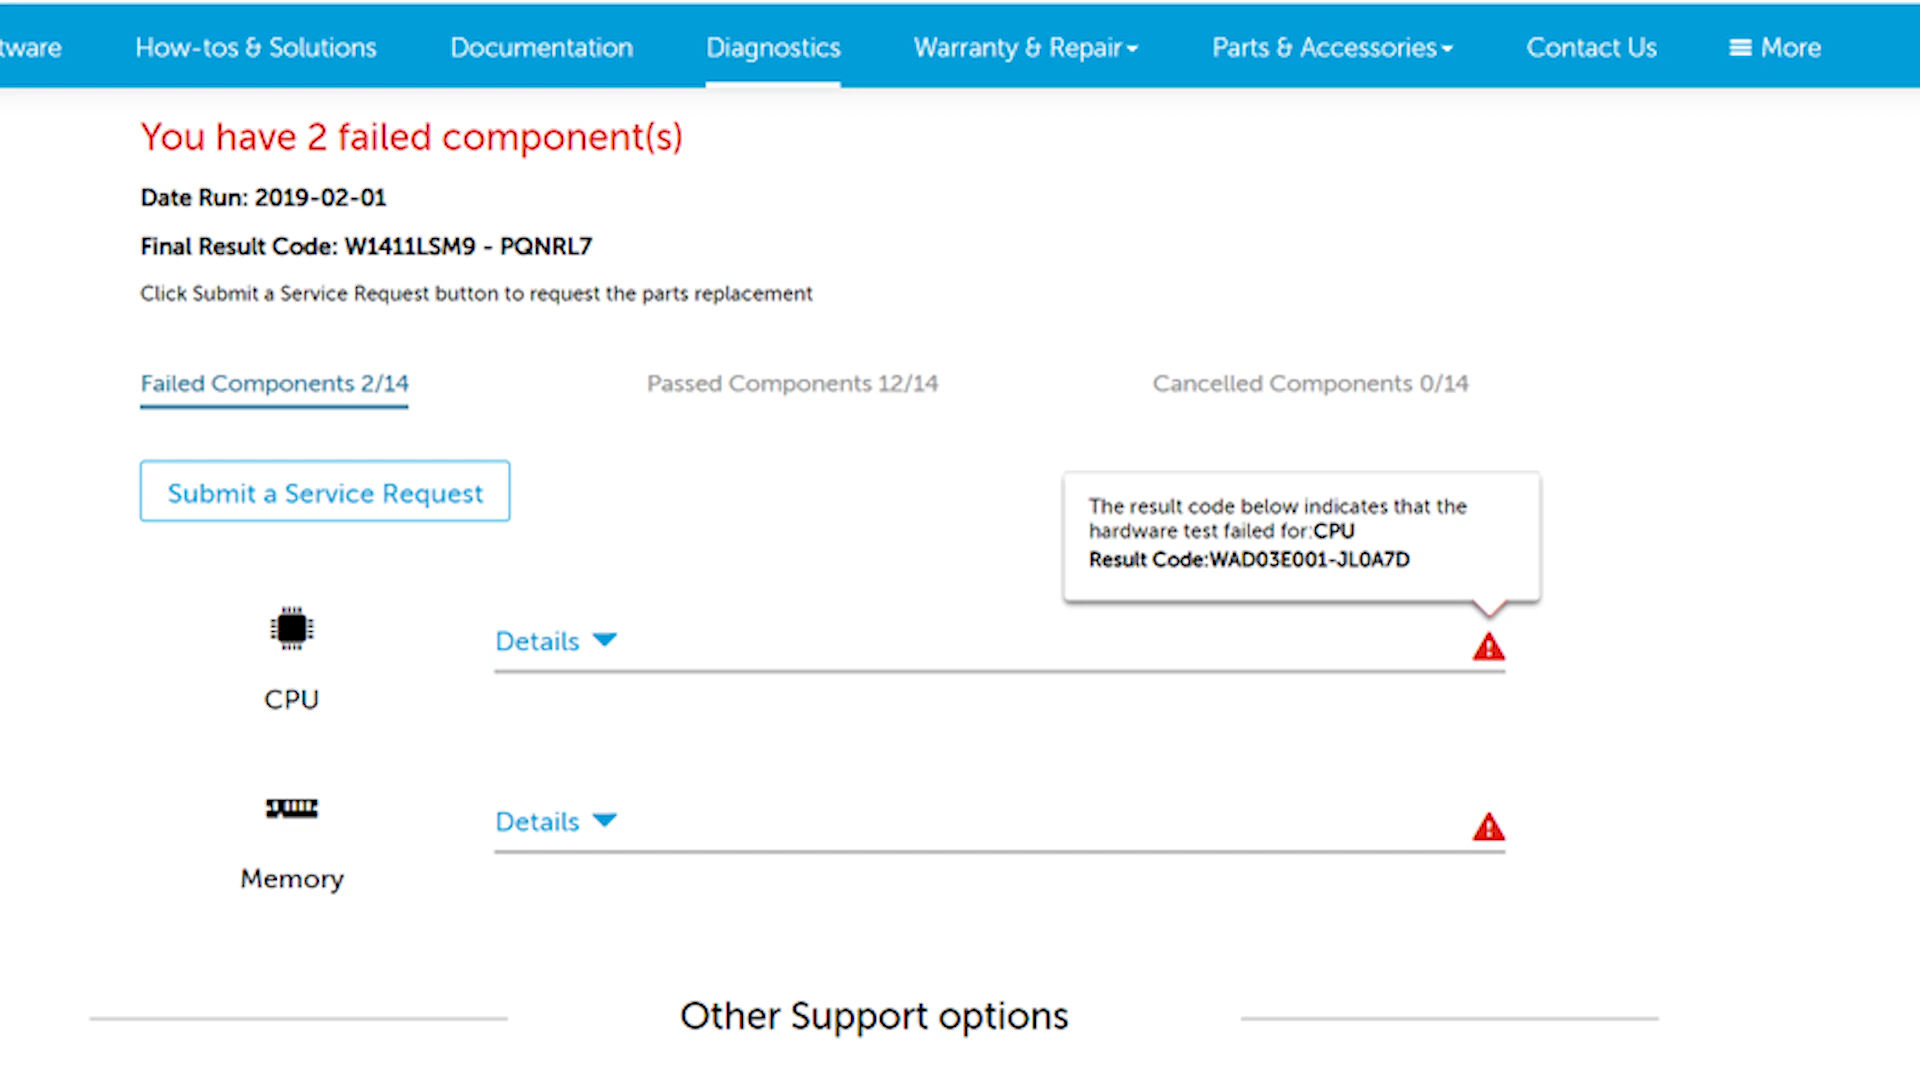 How-tos & Solutions Documentation Diagnostics Warranty & Repair Parts & Accessories Contact Us More
You have 2 failed component(s)
Date Run: 2019-02-01
Final Result Code: W1411LSM9 - PQNRL7
Click Submit a Service Request button to request the parts replacement
Failed Components 2/14 Passed Components 12/14 Cancelled Components 0/14
Submit a Service Request
The result code below indicates that the
hardware test failed for:CPU
Result Code:WAD03E001-JL0A7D
Details
CPU
Details
Memory
Other Support options